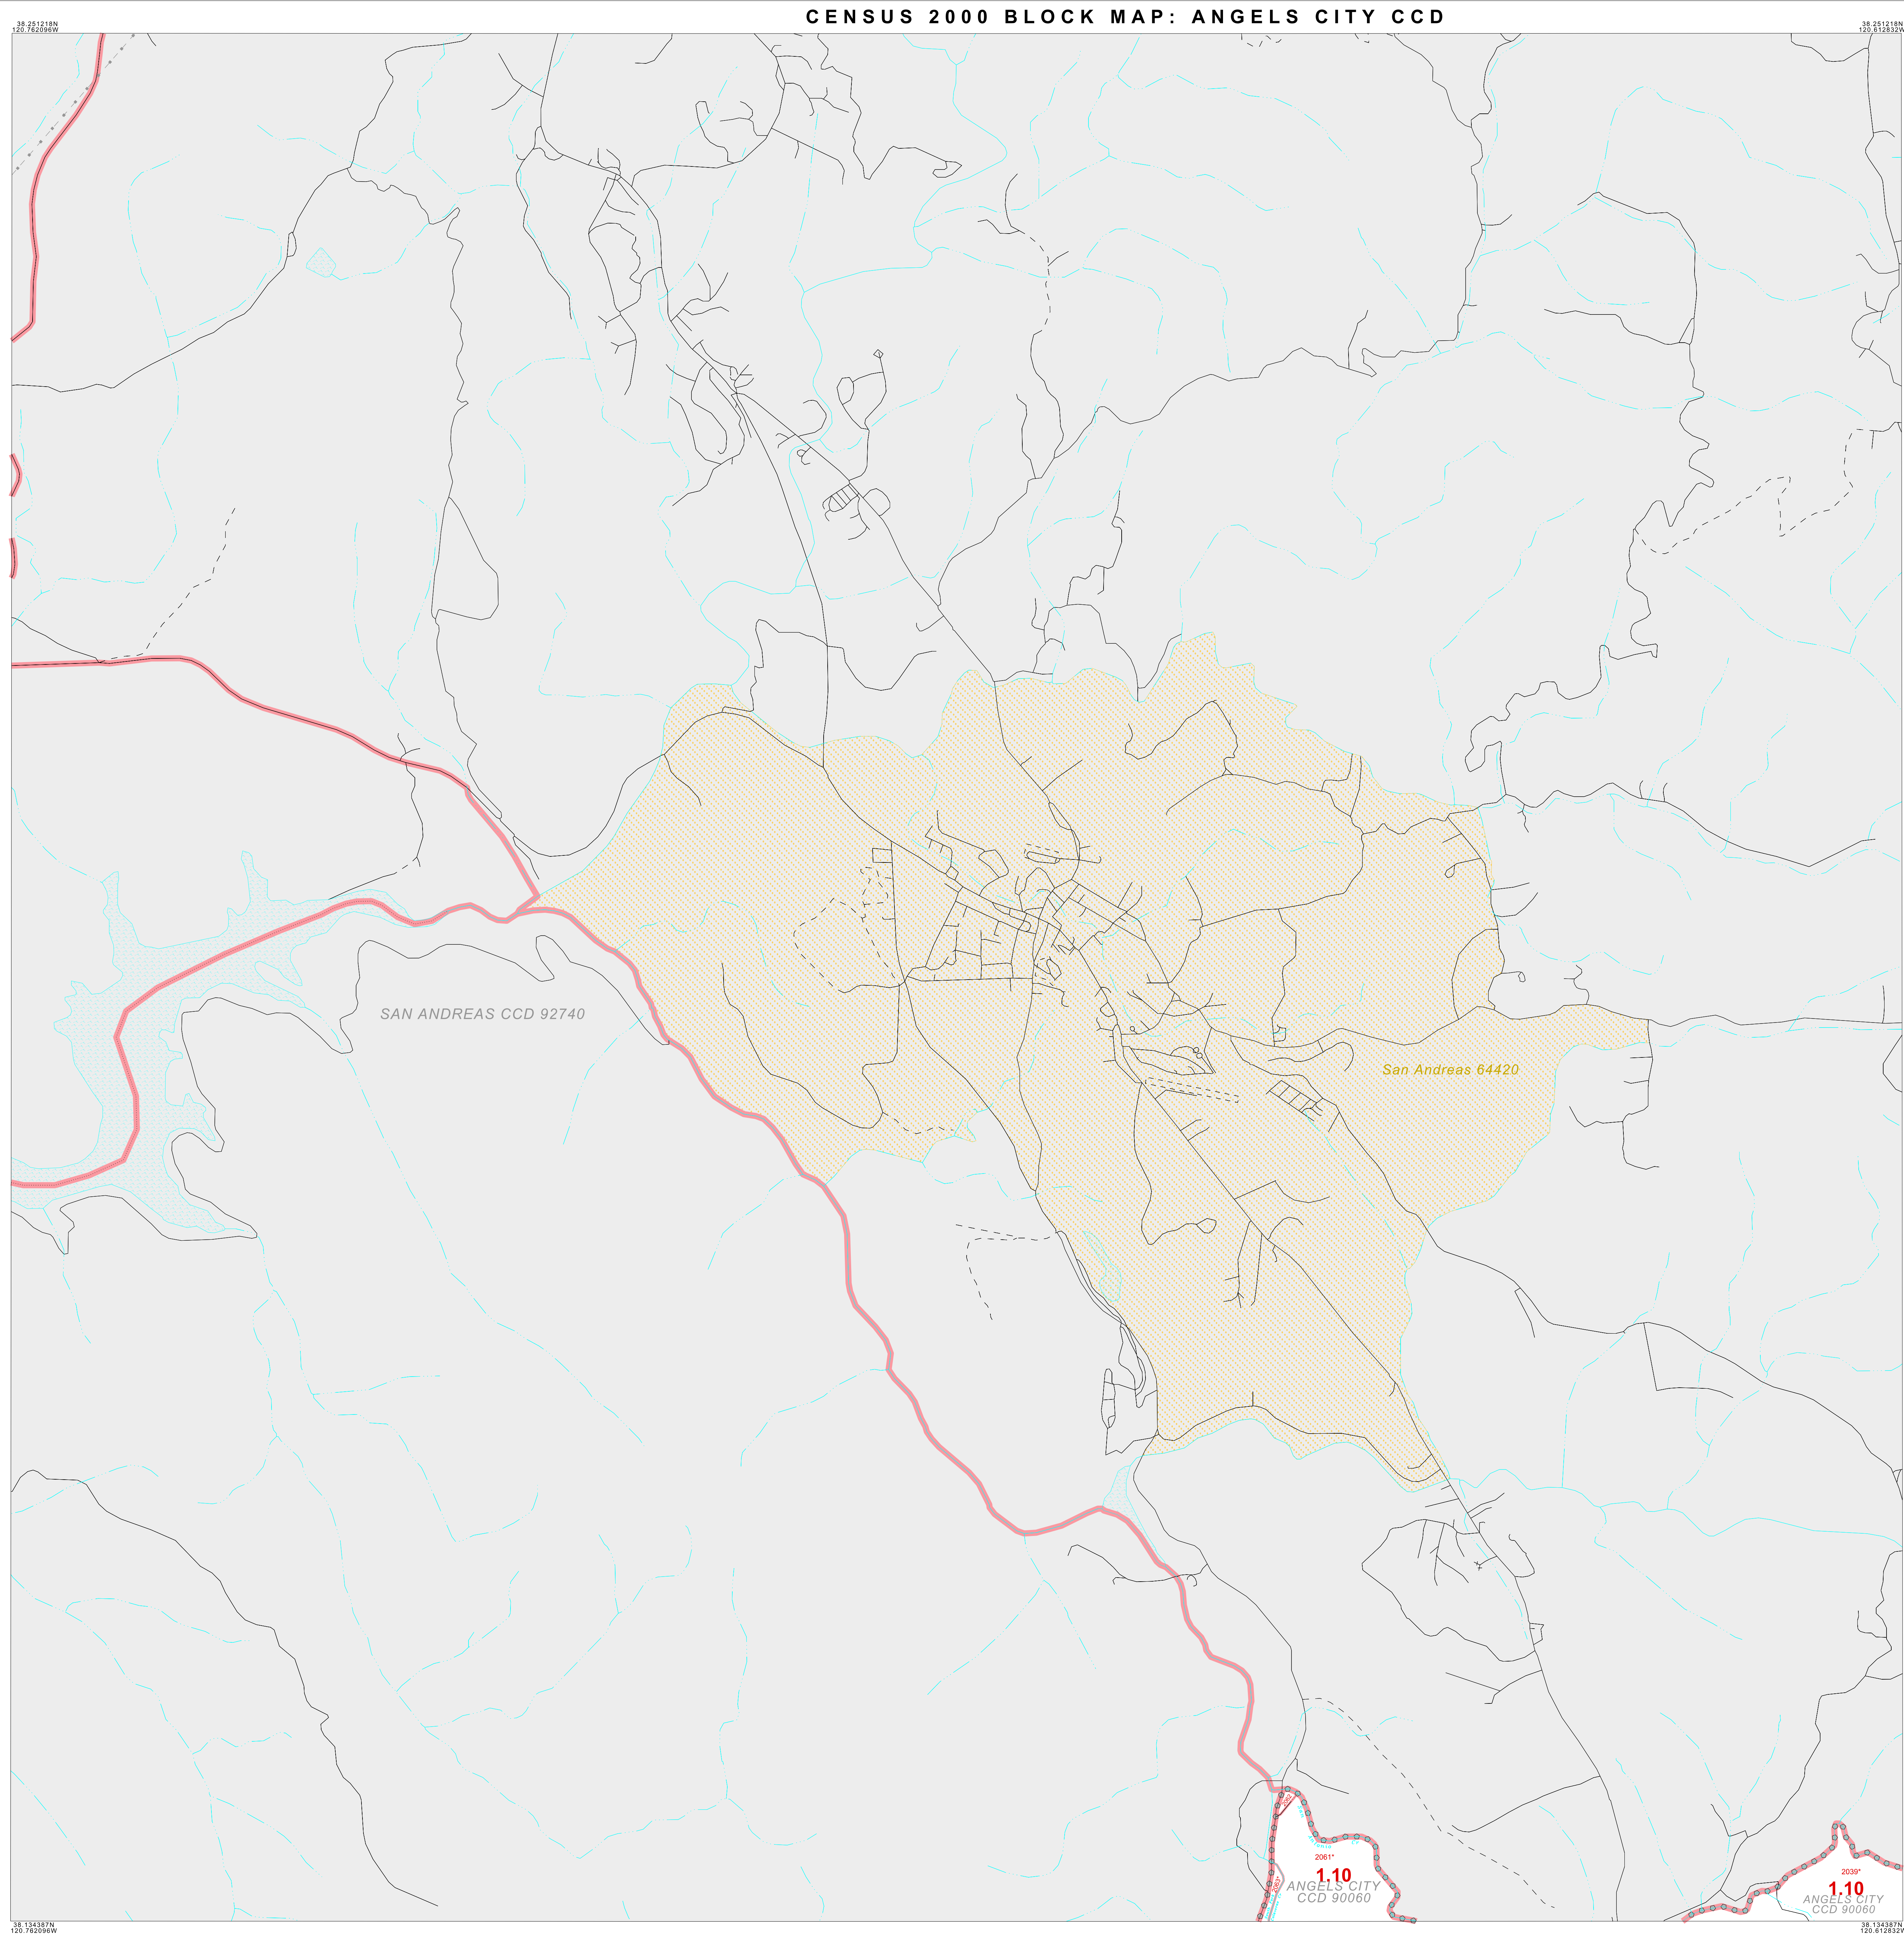 CENSUS 2000 BLOCK MAP: ANGELS CITY CCD
38.251218N
120.762096W
38.251218N
120.612832W
SAN ANDREAS CCD 92740
San Andreas 64420
2061*
1.10
ANGELS CITY
CCD 90060
2063*
2039*
1.10
ANGELS CITY
CCD 90060
38.134387N
120.762096W
38.134387N
120.612832W